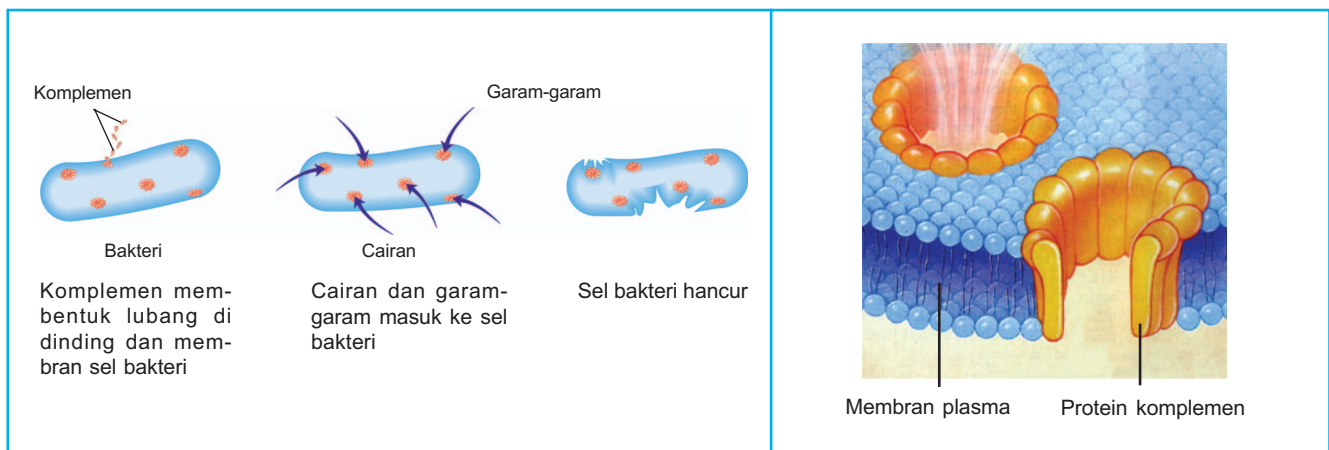 Komplemen
Garam-garam
Bakteri
Cairan
Komplemen mem-
bentuk lubang di
dinding dan mem-
bran sel bakteri
Cairan dan garam-
garam masuk ke sel
bakteri
Sel bakteri hancur
Membran plasma
Protein komplemen